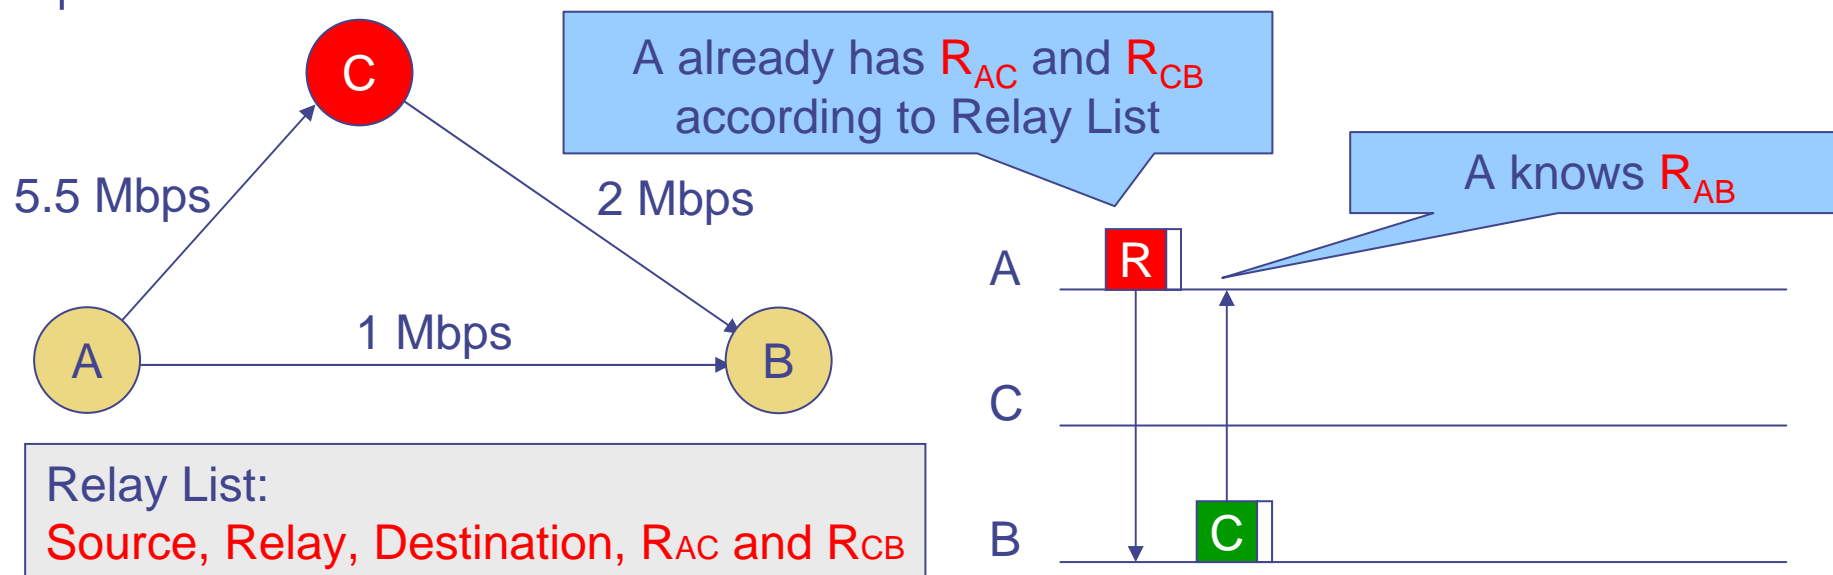 C
A already has RAC and RCB
according to Relay List
5.5 Mbps
2 Mbps
A knows RAB
A
R
1 Mbps
A
B
C
Relay List:
Source, Relay, Destination, RAC and RCB
B
C